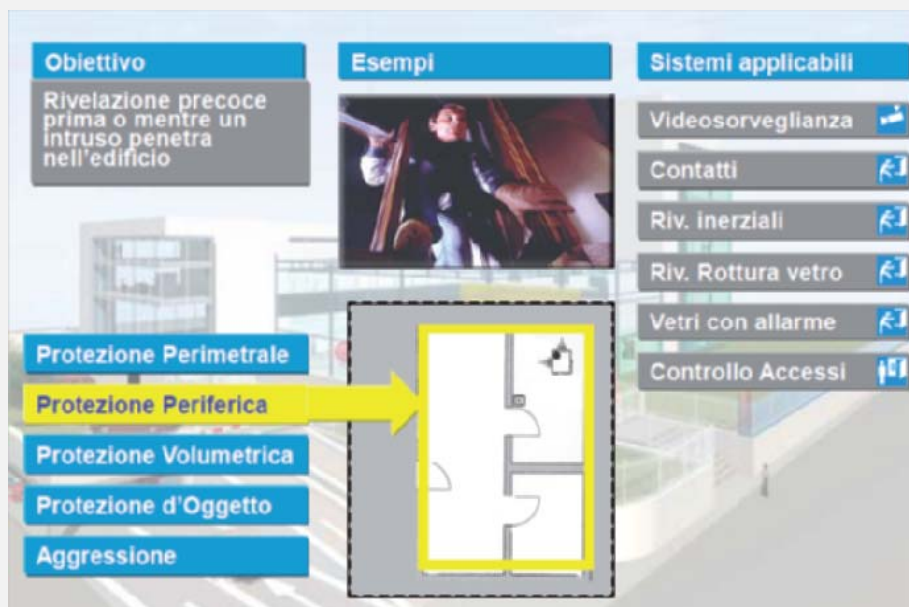 Obiettivo
Rivelazione precoce
prima o mentre un
intruso penetra
nell'edificio
Esempi
Sistemi applicabili
Videosorveglianza
Contatti
Riv. inerziali
Riv. Rottura vetro
Vetri con allarme
Controllo Accessi
Protezione Perimetrale
Protezione Periferica
Protezione Volumetrica
Protezione d'Oggetto
Aggressione